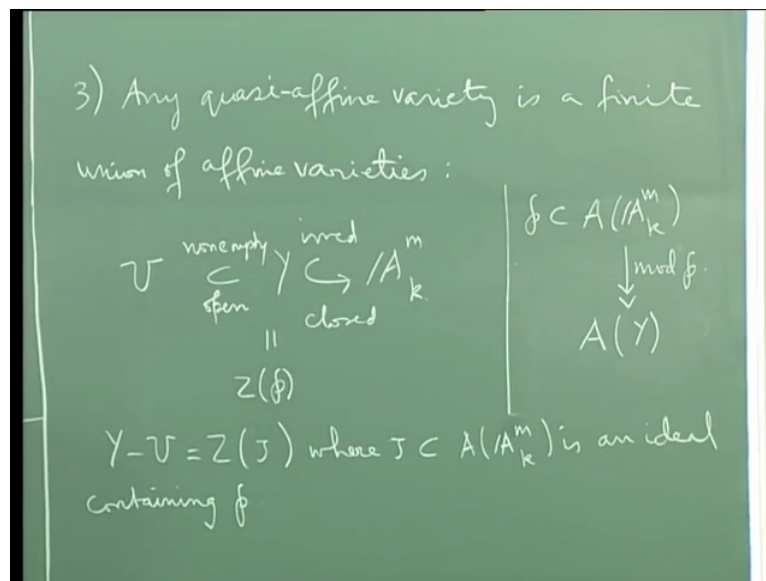 3) Any quasi-affine variety is a finite
union of affine varieties :
nonempty irred
U ⊂ Y ↪ /A^m_k
open closed
||
Z(℘)
℘ ⊂ A(/A^m_k)
↓ mod ℘.
A(Y)
Y-U = Z(J) where J ⊂ A(/A^m_k) is an ideal
containing ℘